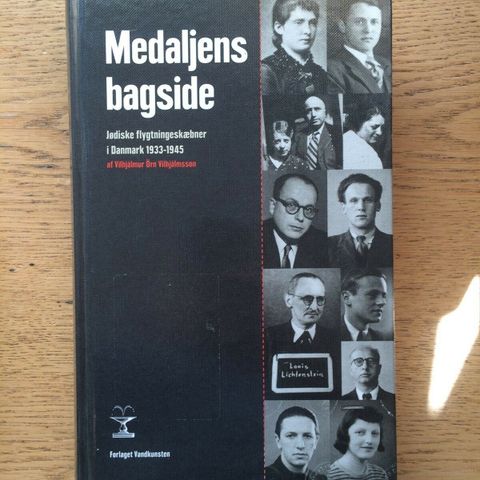 Medaljens
bagside
Jødiske flygtningeskæbner
i Danmark 1933-1945
af Vilhjálmur Örn Vilhjálmsson
Louis
Lichtenstein
Forlaget Vandkunsten